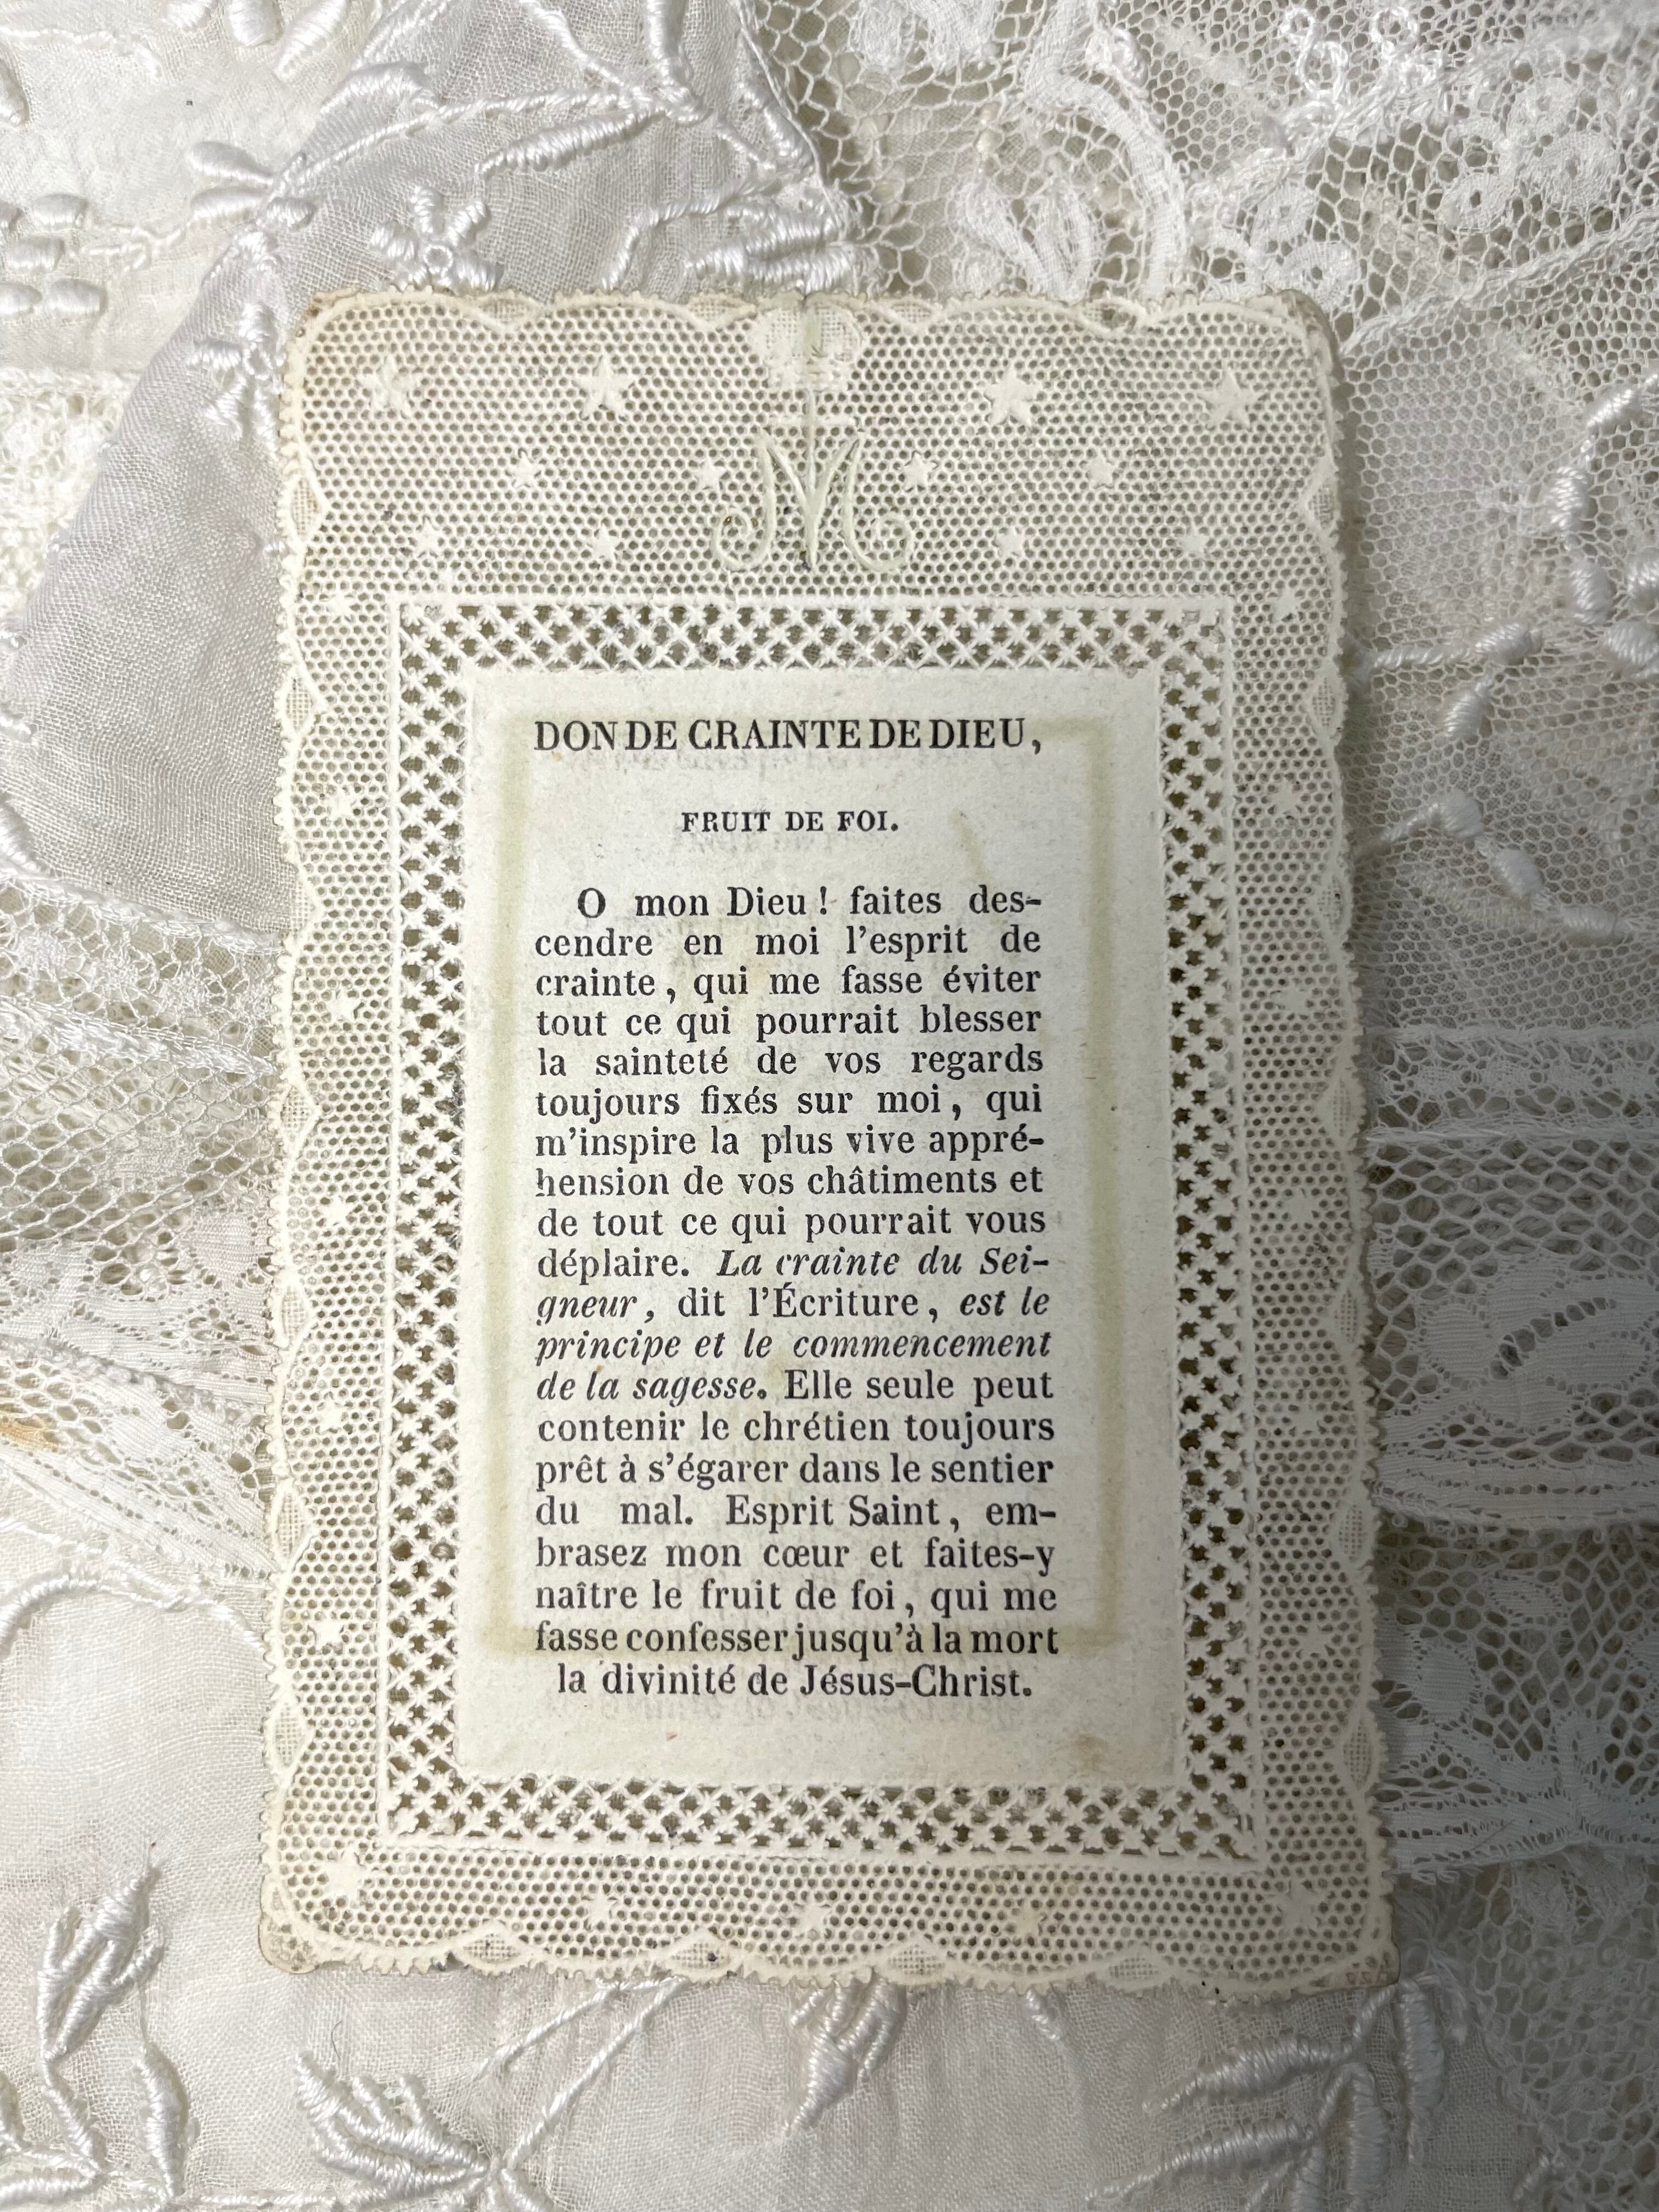 M
DON DE CRAINTE DE DIEU,
FRUIT DE FOI.
O mon Dieu ! faites des-
cendre en moi l'esprit de
crainte, qui me fasse éviter
tout ce qui pourrait blesser
la sainteté de vos regards
toujours fixés sur moi, qui
m'inspire la plus vive appré-
hension de vos châtiments et
de tout ce qui pourrait vous
déplaire. La crainte du Sei-
gneur, dit l'Écriture, est le
principe et le commencement
de la sagesse. Elle seule peut
contenir le chrétien toujours
prêt à s'égarer dans le sentier
du mal. Esprit Saint, em-
brasez mon cœur et faites-y
naître le fruit de foi, qui me
fasse confesser jusqu'à la mort
la divinité de Jésus-Christ.